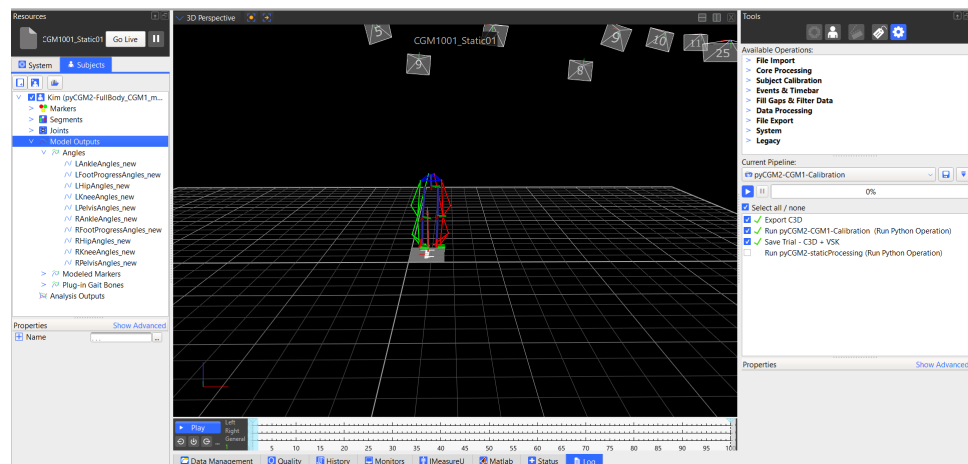 Resources
CGM1001_Static01
Go Live
System
Subjects
Kim (pyCGM2-FullBody_CGM1_m...
Markers
Segments
Joints
Model Outputs
Angles
LAnkleAngles_new
LFootProgressAngles_new
LHipAngles_new
LKneeAngles_new
LPelvisAngles_new
RAnkleAngles_new
RFootProgressAngles_new
RHipAngles_new
RKneeAngles_new
RPelvisAngles_new
Modeled Markers
Plug-in Gait Bones
Analysis Outputs
Properties
Show Advanced
Name
...
3D Perspective
CGM1001_Static01
5
9
10
11
25
9
8
Play
Left
Right
General
5 10 15 20 25 30 35 40 45 50 55 60 65 70 75 80 85 90 95
Data Management
Quality
History
Monitors
IMeasureU
Matlab
Status
Log
Tools
Available Operations:
File Import
Core Processing
Subject Calibration
Events & Timebar
Fill Gaps & Filter Data
Data Processing
File Export
System
Legacy
Current Pipeline:
pyCGM2-CGM1-Calibration
0%
Select all / none
Export C3D
Run pyCGM2-CGM1-Calibration (Run Python Operation)
Save Trial - C3D + VSK
Run pyCGM2-staticProcessing (Run Python Operation)
Properties
Show Advanced